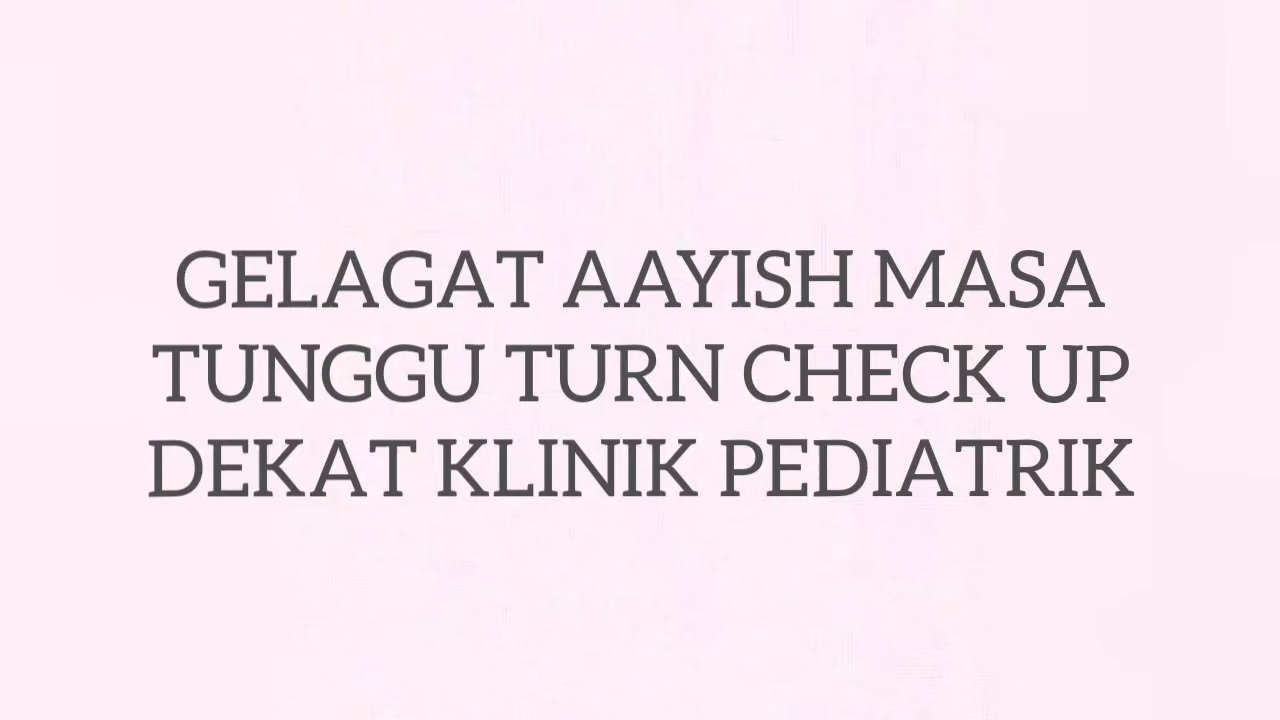 GELAGAT AAYISH MASA
TUNGGU TURN CHECK UP
DEKAT KLINIK PEDIATRIK